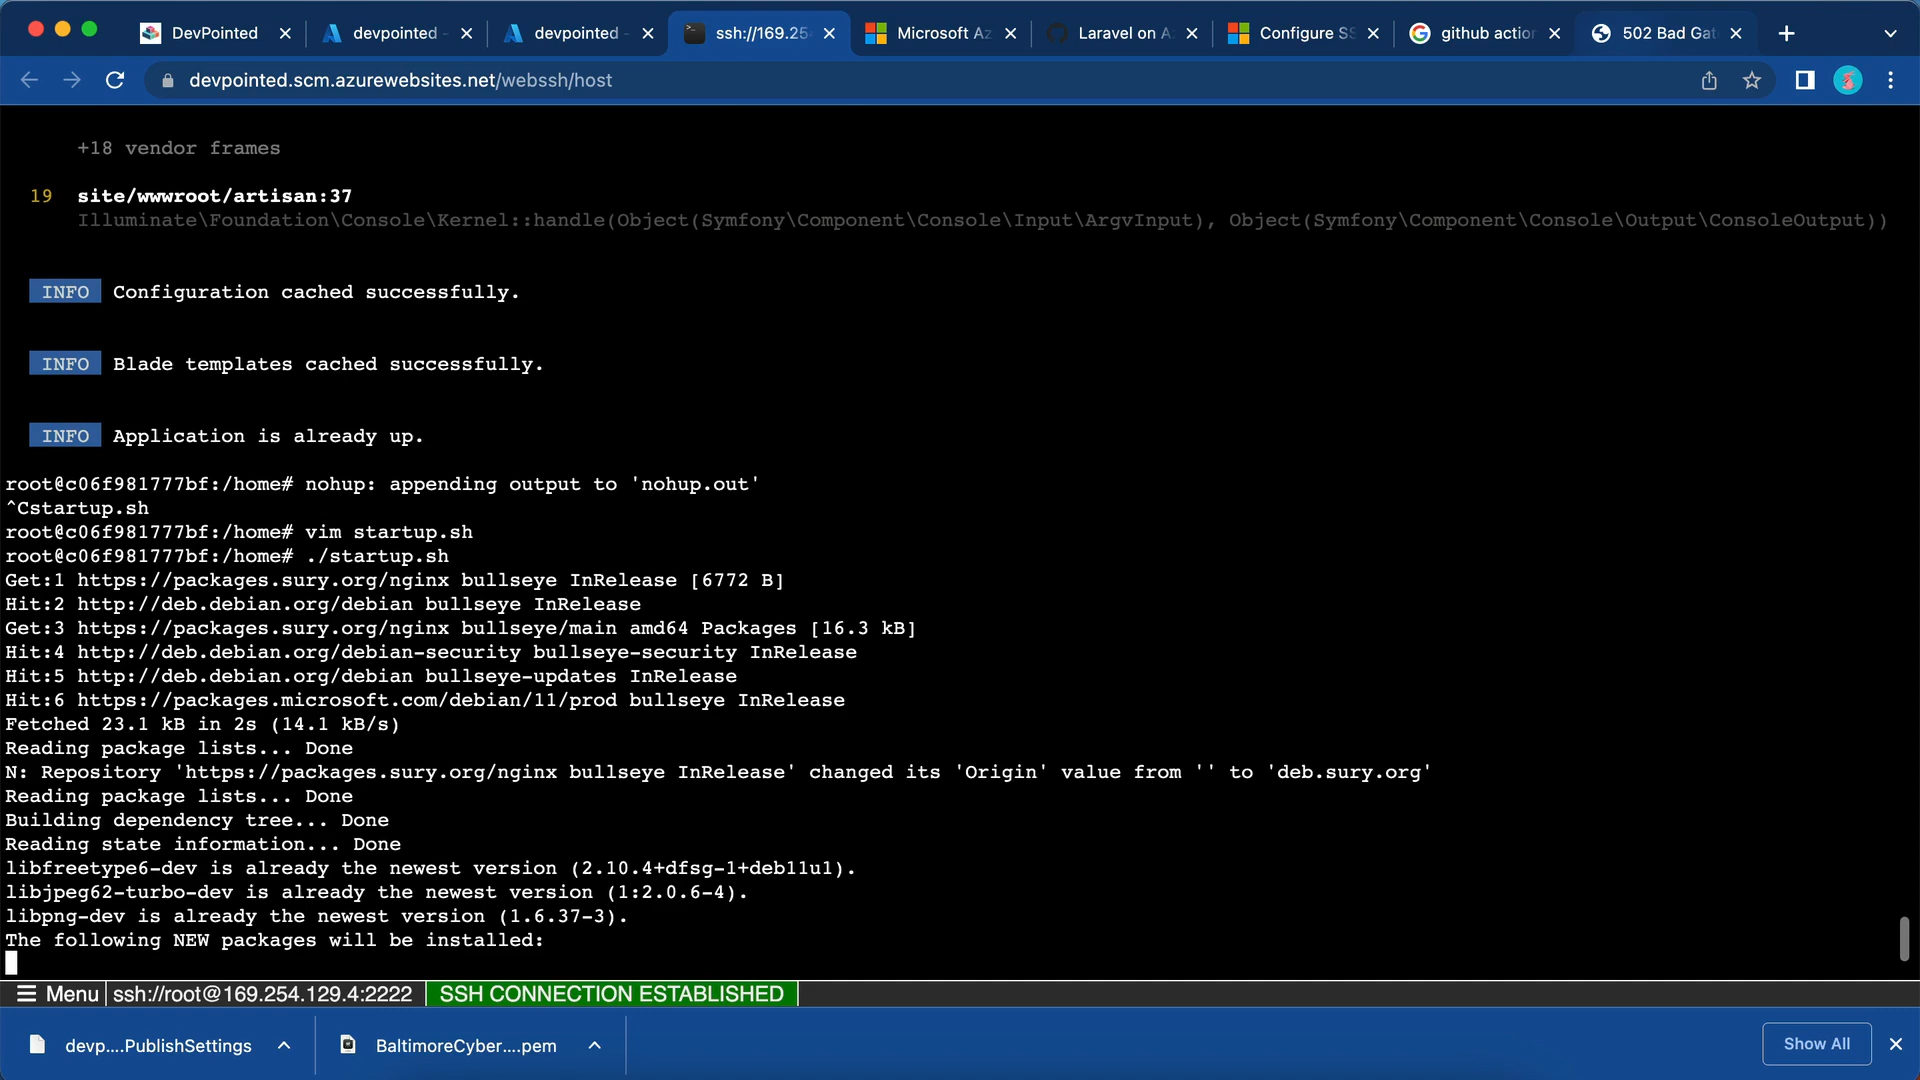 DevPointed
devpointed -
devpointed -
ssh://169.25
Microsoft Az
Laravel on A
Configure SS
github action
502 Bad Gat
devpointed.scm.azurewebsites.net/webssh/host
+18 vendor frames
19 site/wwwroot/artisan:37
Illuminate\Foundation\Console\Kernel::handle(Object(Symfony\Component\Console\Input\ArgvInput), Object(Symfony\Component\Console\Output\ConsoleOutput))
INFO Configuration cached successfully.
INFO Blade templates cached successfully.
INFO Application is already up.
root@c06f981777bf:/home# nohup: appending output to 'nohup.out'
^Cstartup.sh
root@c06f981777bf:/home# vim startup.sh
root@c06f981777bf:/home# ./startup.sh
Get:1 https://packages.sury.org/nginx bullseye InRelease [6772 B]
Hit:2 http://deb.debian.org/debian bullseye InRelease
Get:3 https://packages.sury.org/nginx bullseye/main amd64 Packages [16.3 kB]
Hit:4 http://deb.debian.org/debian-security bullseye-security InRelease
Hit:5 http://deb.debian.org/debian bullseye-updates InRelease
Hit:6 https://packages.microsoft.com/debian/11/prod bullseye InRelease
Fetched 23.1 kB in 2s (14.1 kB/s)
Reading package lists... Done
N: Repository 'https://packages.sury.org/nginx bullseye InRelease' changed its 'Origin' value from '' to 'deb.sury.org'
Reading package lists... Done
Building dependency tree... Done
Reading state information... Done
libfreetype6-dev is already the newest version (2.10.4+dfsg-1+deb11u1).
libjpeg62-turbo-dev is already the newest version (1:2.0.6-4).
libpng-dev is already the newest version (1.6.37-3).
The following NEW packages will be installed:
Menu ssh://root@169.254.129.4:2222 SSH CONNECTION ESTABLISHED
devp....PublishSettings
BaltimoreCyber....pem
Show All